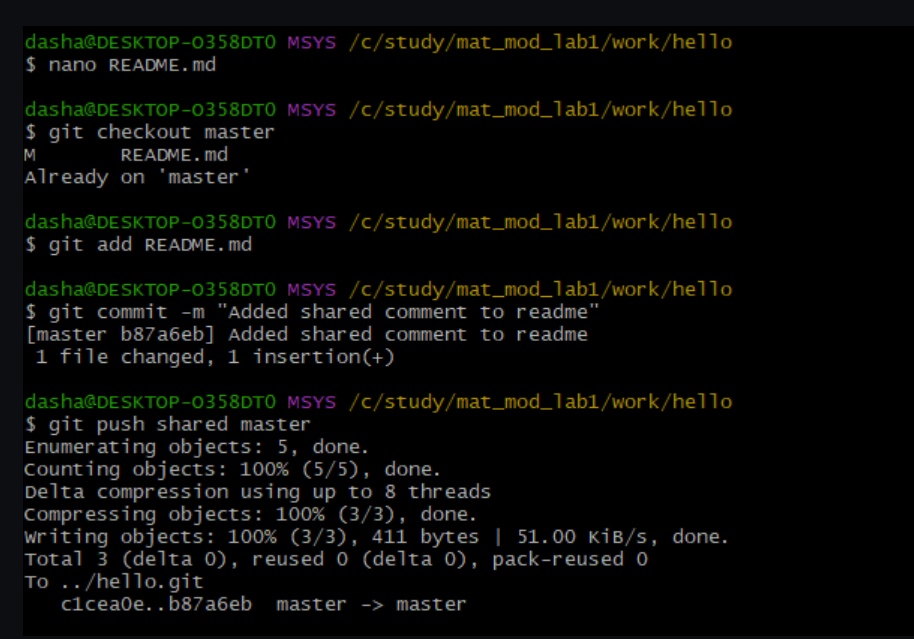 dasha@DESKTOP-O358DT0 MSYS /c/study/mat_mod_lab1/work/hello
$ nano README.md
dasha@DESKTOP-O358DT0 MSYS /c/study/mat_mod_lab1/work/hello
$ git checkout master
M       README.md
Already on 'master'
dasha@DESKTOP-O358DT0 MSYS /c/study/mat_mod_lab1/work/hello
$ git add README.md
dasha@DESKTOP-O358DT0 MSYS /c/study/mat_mod_lab1/work/hello
$ git commit -m "Added shared comment to readme"
[master b87a6eb] Added shared comment to readme
 1 file changed, 1 insertion(+)
dasha@DESKTOP-O358DT0 MSYS /c/study/mat_mod_lab1/work/hello
$ git push shared master
Enumerating objects: 5, done.
Counting objects: 100% (5/5), done.
Delta compression using up to 8 threads
Compressing objects: 100% (3/3), done.
Writing objects: 100% (3/3), 411 bytes | 51.00 KiB/s, done.
Total 3 (delta 0), reused 0 (delta 0), pack-reused 0
To ../hello.git
   c1cea0e..b87a6eb  master -> master